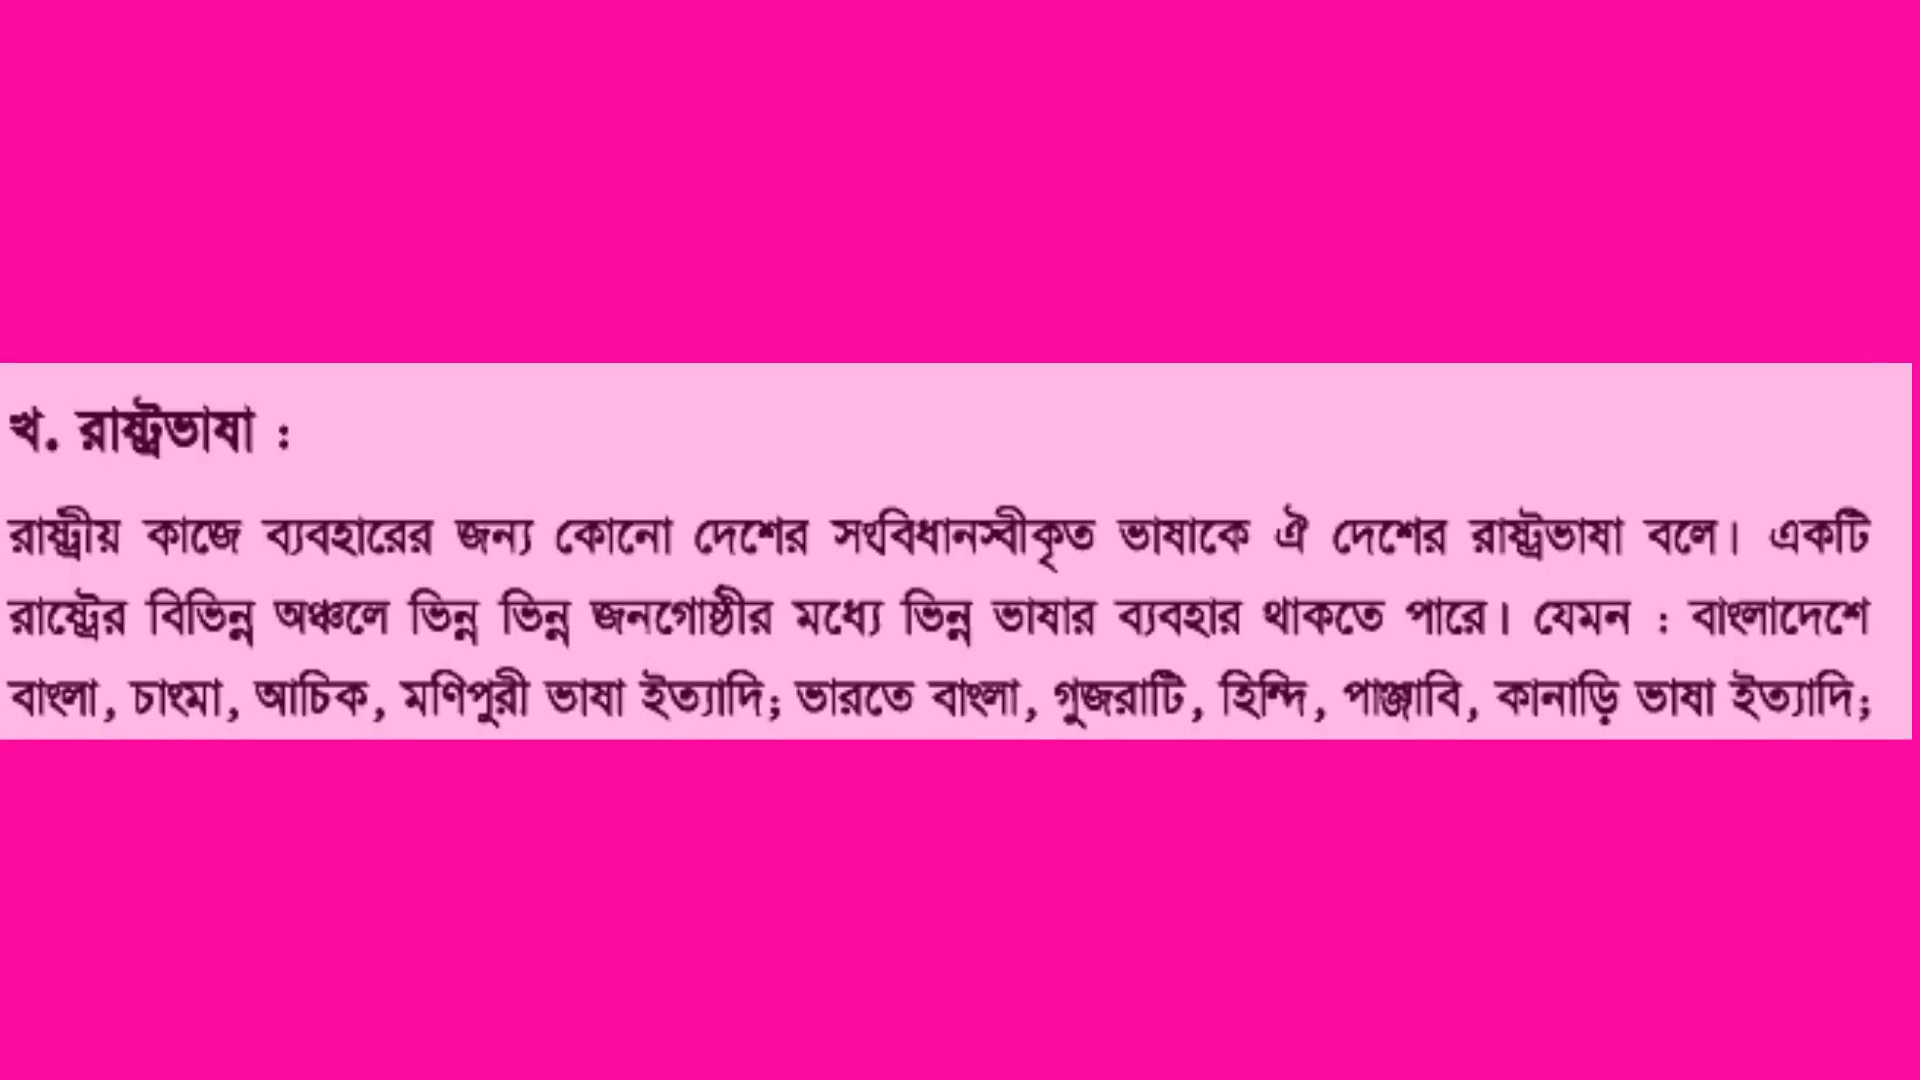 খ. রাষ্ট্রভাষা :
রাষ্ট্রীয় কাজে ব্যবহারের জন্য কোনো দেশের সংবিধানস্বীকৃত ভাষাকে ঐ দেশের রাষ্ট্রভাষা বলে। একটি
রাষ্ট্রের বিভিন্ন অঞ্চলে ভিন্ন ভিন্ন জনগোষ্ঠীর মধ্যে ভিন্ন ভাষার ব্যবহার থাকতে পারে। যেমন : বাংলাদেশে
বাংলা, চাংমা, আচিক, মণিপুরী ভাষা ইত্যাদি; ভারতে বাংলা, গুজরাটি, হিন্দি, পাঞ্জাবি, কানাড়ি ভাষা ইত্যাদি;